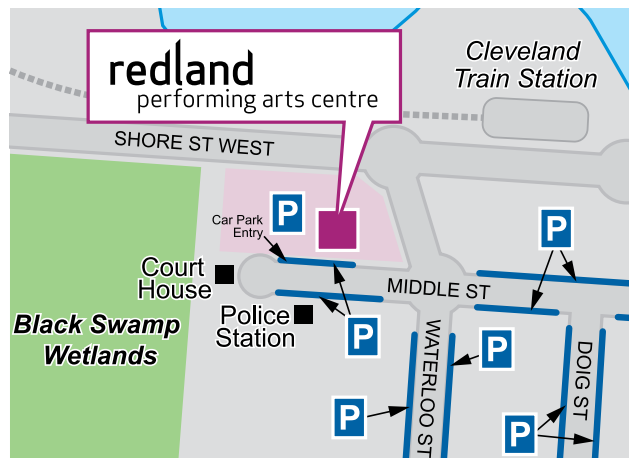 redland
performing arts centre
Cleveland
Train Station
SHORE ST WEST
P
Car Park
Entry
P
Court
House
MIDDLE ST
Police
Station
P
Black Swamp
Wetlands
WATERLOO ST
P
DOIG ST
P
P